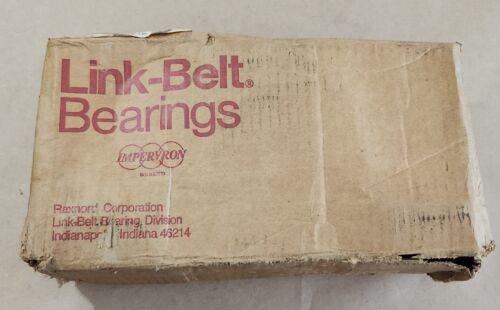 Link-Belt®
Bearings
IMPERVRON
Rexnord Corporation
Link-Belt Bearing Division
Indianapolis, Indiana 46214